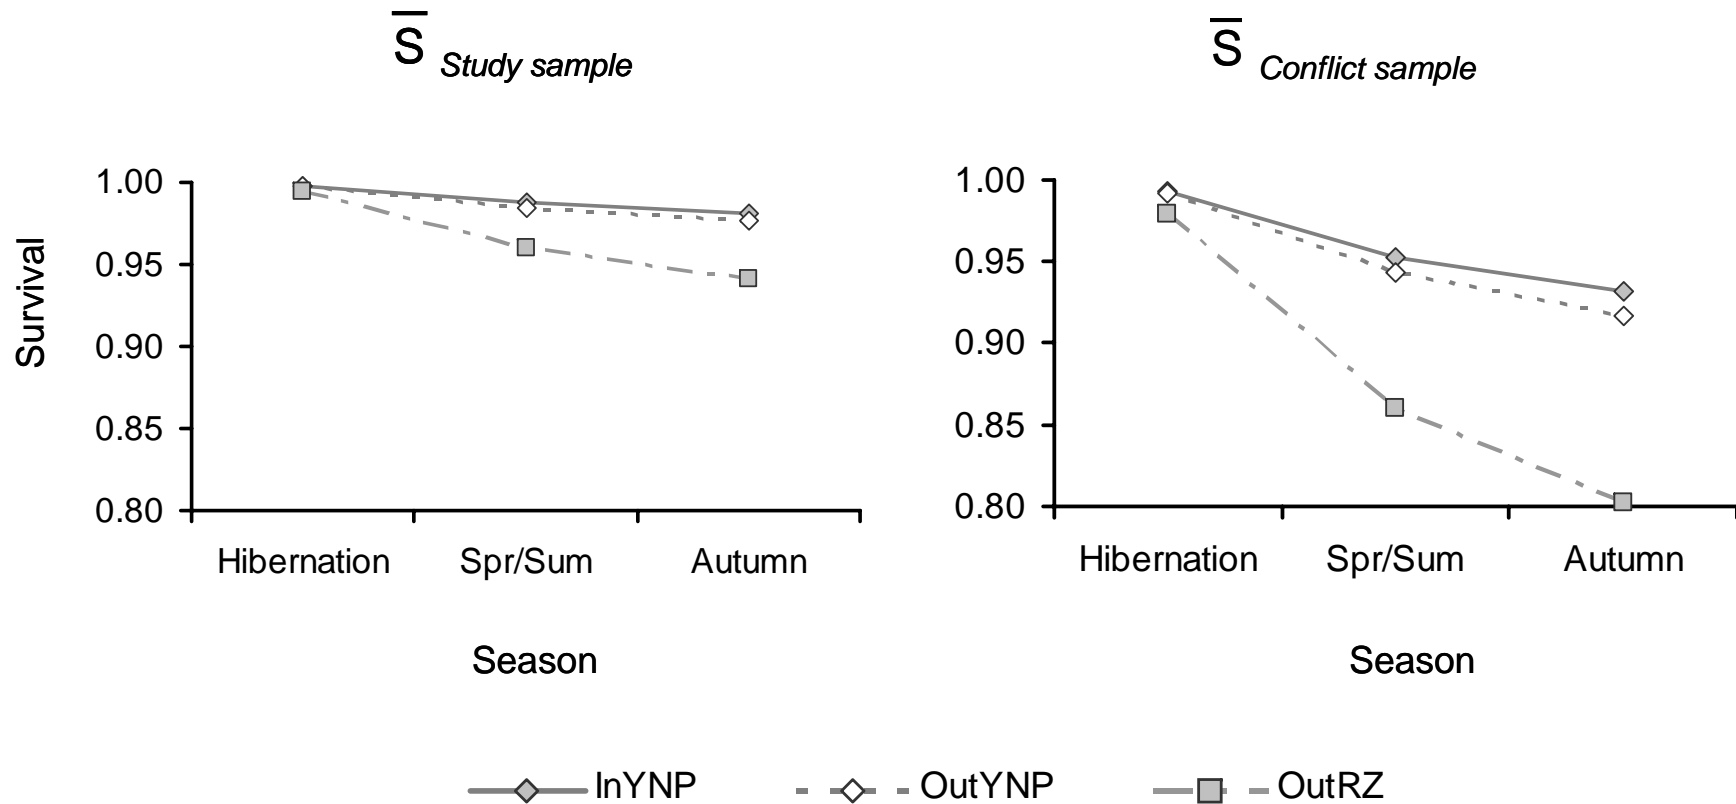 S̅ Study sample
S̅ Conflict sample
Survival
1.00
0.95
0.90
0.85
0.80
Hibernation Spr/Sum Autumn
Season
1.00
0.95
0.90
0.85
0.80
Hibernation Spr/Sum Autumn
Season
InYNP OutYNP OutRZ